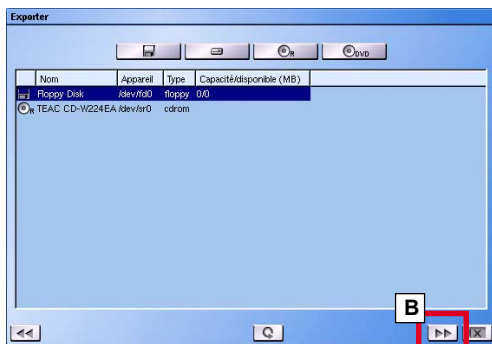 Exporter
R
DVD
Nom Appareil Type Capacité/disponible (MB)
Floppy Disk /dev/fd0 floppy 0/0
R TEAC CD-W224EA /dev/sr0 cdrom
B